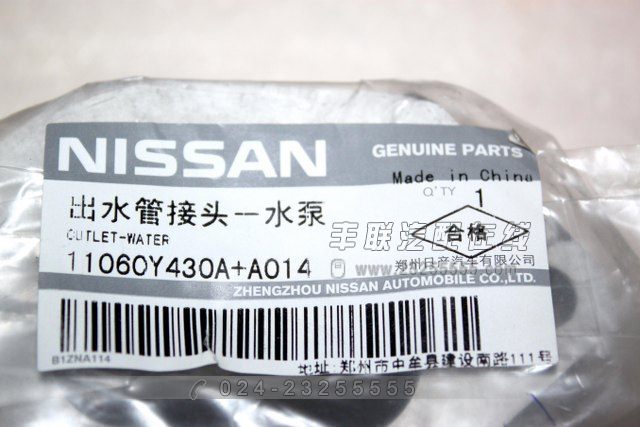 NISSAN
GENUINE PARTS
Made in China
Q'TY 1
出水管接头-水泵
OUTLET-WATER
合格
丰联汽配在线
11060Y430A+A014
郑州日产汽车有限公司
ZHENGZHOU NISSAN AUTOMOBILE CO.,LTD.
B1ZNA114
地址:郑州市中牟县建设南路111号
024-23255555